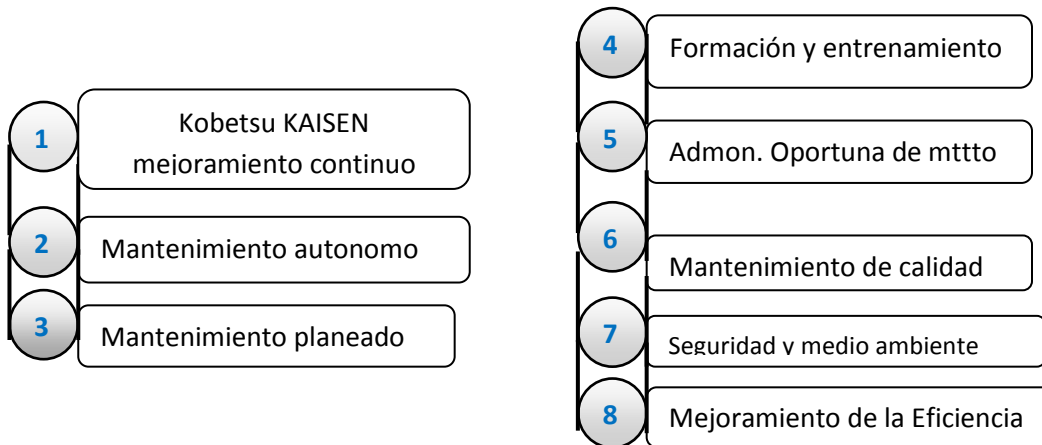 1
Kobetsu KAISEN
mejoramiento continuo
2
Mantenimiento autonomo
3
Mantenimiento planeado
4
Formación y entrenamiento
5
Admon. Oportuna de mttto
6
Mantenimiento de calidad
7
Seguridad y medio ambiente
8
Mejoramiento de la Eficiencia